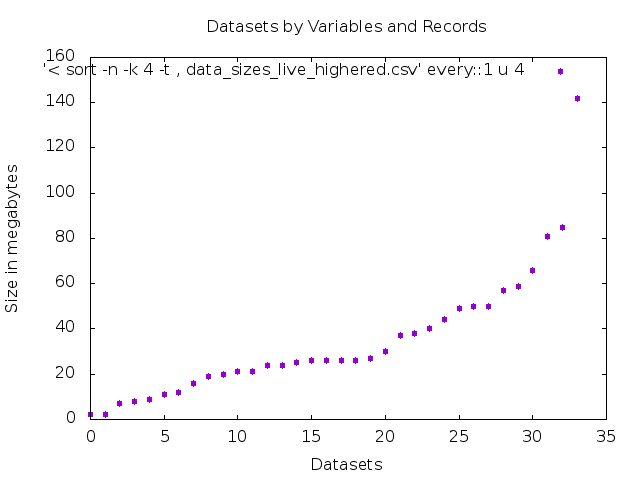 Datasets by Variables and Records
160
'< sort -n -k 4 -t , data_sizes_live_highered.csv' every::1 u 4
140
120
100
80
60
40
20
0
Size in megabytes
0 5 10 15 20 25 30 35
Datasets